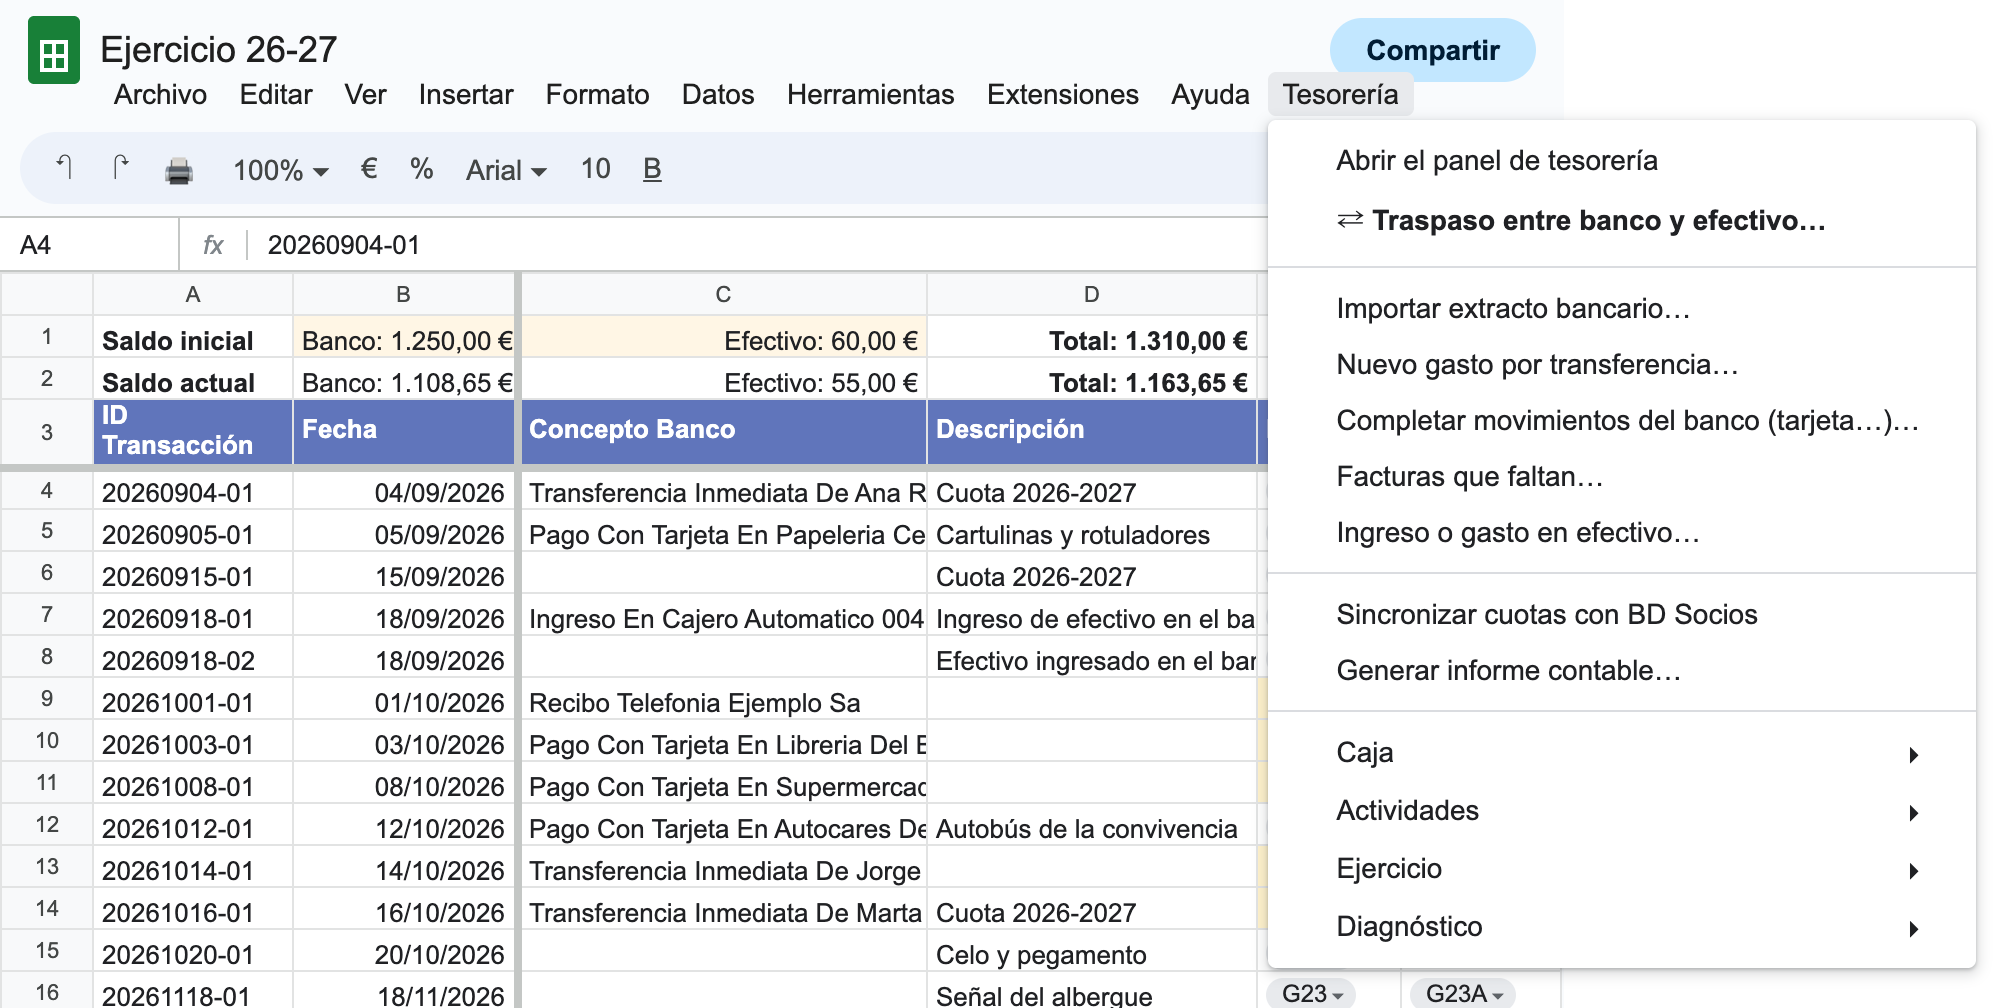 Ejercicio 26-27
Compartir
Archivo Editar Ver Insertar Formato Datos Herramientas Extensiones Ayuda Tesorería
100% € % Arial 10 B
A4 fx 20260904-01
Abrir el panel de tesorería
⇄ Traspaso entre banco y efectivo…
Importar extracto bancario…
Nuevo gasto por transferencia…
Completar movimientos del banco (tarjeta…)…
Facturas que faltan…
Ingreso o gasto en efectivo…
Sincronizar cuotas con BD Socios
Generar informe contable…
Caja
Actividades
Ejercicio
Diagnóstico
A B C D
1 Saldo inicial Banco: 1.250,00 € Efectivo: 60,00 € Total: 1.310,00 €
2 Saldo actual Banco: 1.108,65 € Efectivo: 55,00 € Total: 1.163,65 €
3 ID Transacción Fecha Concepto Banco Descripción
4 20260904-01 04/09/2026 Transferencia Inmediata De Ana R Cuota 2026-2027
5 20260905-01 05/09/2026 Pago Con Tarjeta En Papeleria Ce Cartulinas y rotuladores
6 20260915-01 15/09/2026 Cuota 2026-2027
7 20260918-01 18/09/2026 Ingreso En Cajero Automatico 004 Ingreso de efectivo en el ba
8 20260918-02 18/09/2026 Efectivo ingresado en el ban
9 20261001-01 01/10/2026 Recibo Telefonia Ejemplo Sa
10 20261003-01 03/10/2026 Pago Con Tarjeta En Libreria Del
11 20261008-01 08/10/2026 Pago Con Tarjeta En Supermercad
12 20261012-01 12/10/2026 Pago Con Tarjeta En Autocares De Autobús de la convivencia
13 20261014-01 14/10/2026 Transferencia Inmediata De Jorge
14 20261016-01 16/10/2026 Transferencia Inmediata De Marta Cuota 2026-2027
15 20261020-01 20/10/2026 Celo y pegamento
16 20261118-01 18/11/2026 Señal del albergue G23 G23A